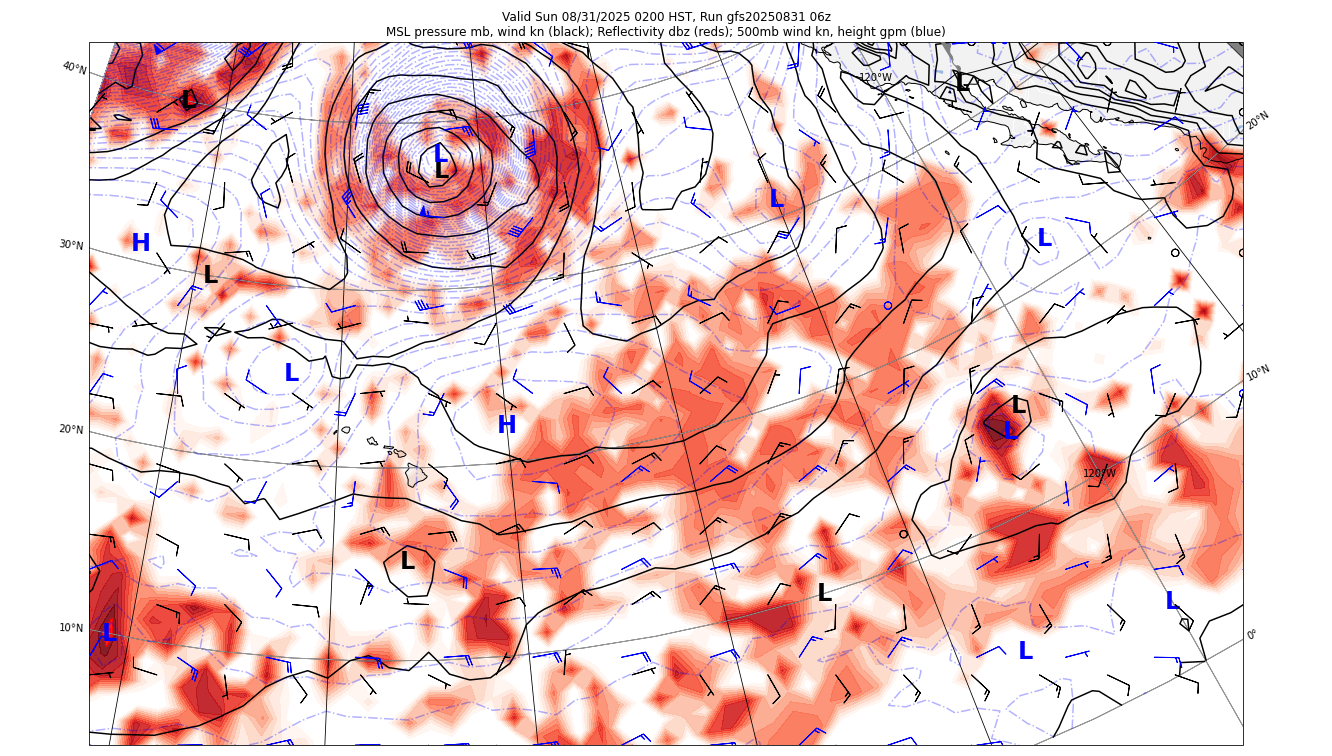 Valid Sun 08/31/2025 0200 HST, Run gfs20250831 06z
MSL pressure mb, wind kn (black); Reflectivity dbz (reds); 500mb wind kn, height gpm (blue)
40°N
120°W
L
L
20°N
L
L
L
H
L
L
30°N
L
10°N
L
L
H
L
20°N
120°W
L
L
L
10°N
L
L
0°